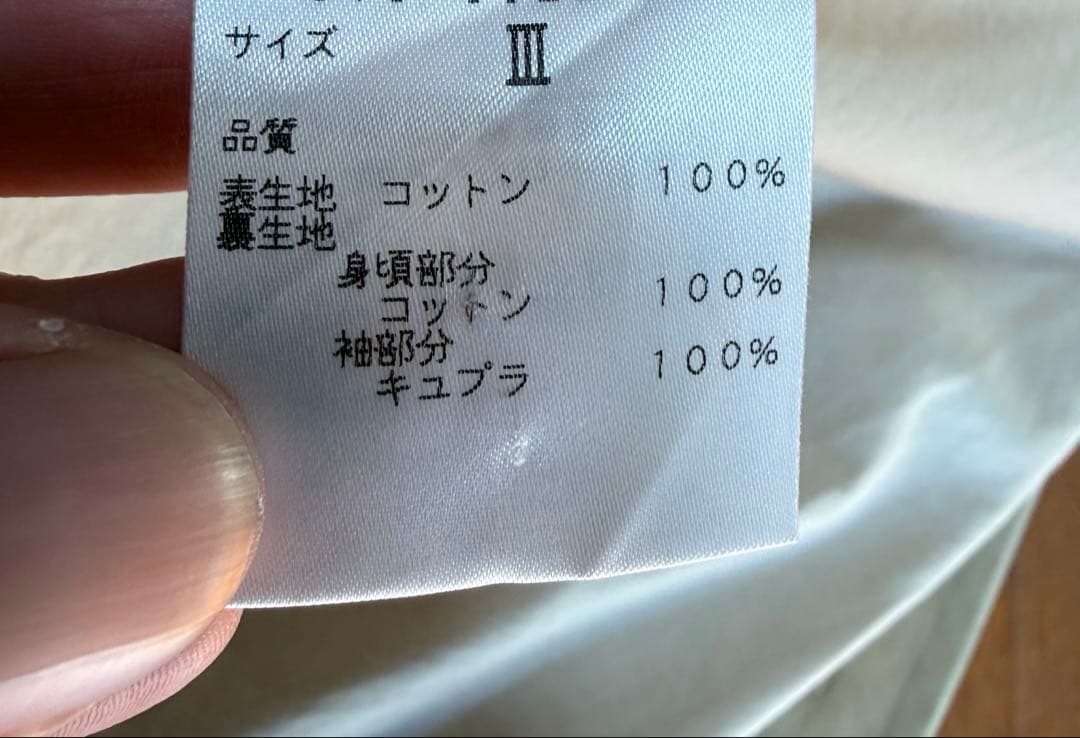 サイズ Ⅲ
品質
表生地 コットン 100%
裏生地
身頃部分
コットン 100%
袖部分
キュプラ 100%